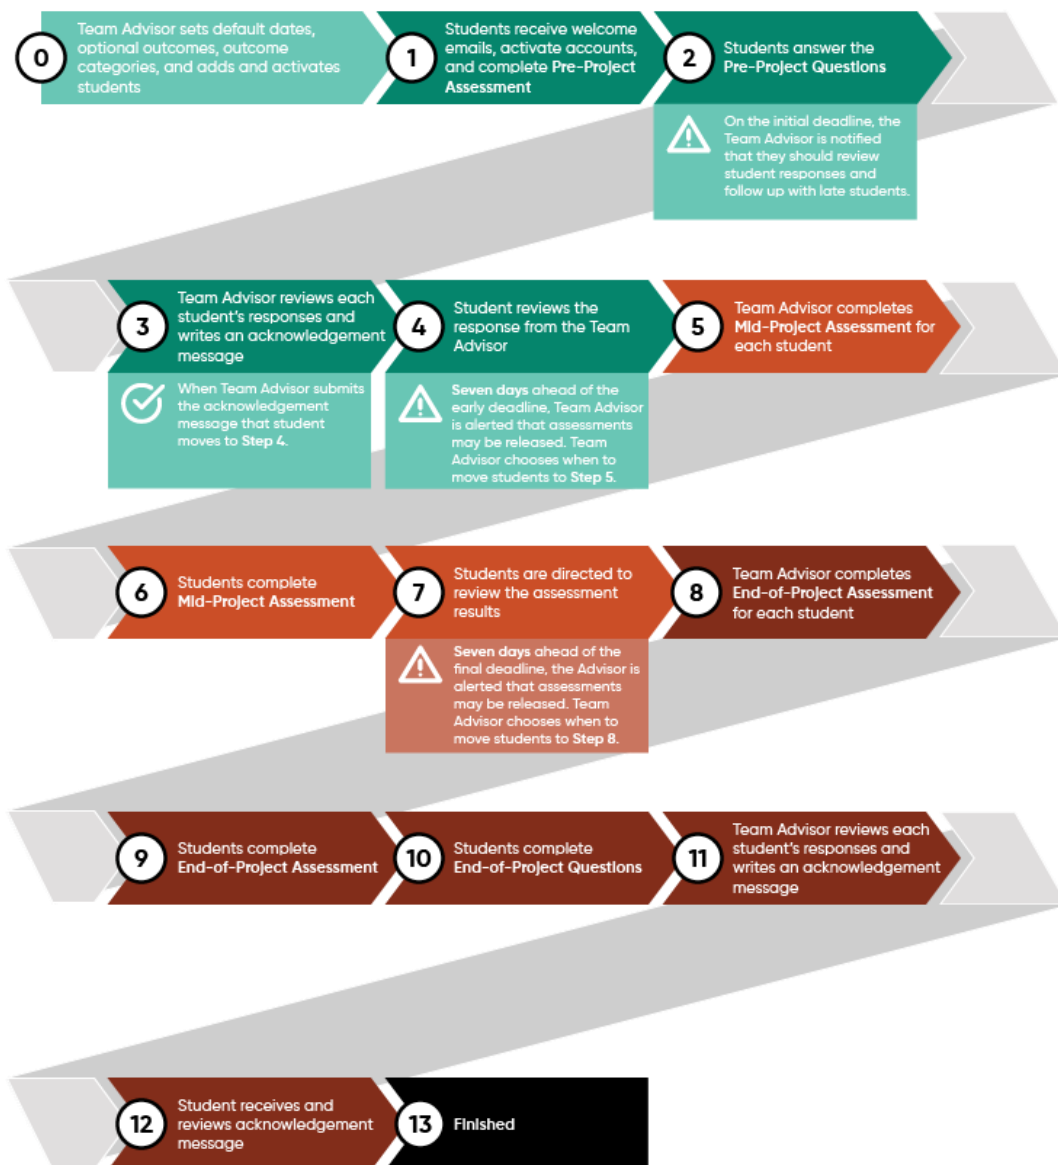 0
Team Advisor sets default dates,
optional outcomes, outcome
categories, and adds and activates
students
1
Students receive welcome
emails, activate accounts,
and complete Pre-Project
Assessment
2
Students answer the
Pre-Project Questions
On the initial deadline, the
Team Advisor is notified
that they should review
student responses and
follow up with late students.
3
Team Advisor reviews each
student's responses and
writes an acknowledgement
message
When Team Advisor submits
the acknowledgement
message that student
moves to Step 4.
4
Student reviews the
response from the Team
Advisor
Seven days ahead of the
early deadline, Team Advisor
is alerted that assessments
may be released. Team
Advisor chooses when to
move students to Step 5.
5
Team Advisor completes
Mid-Project Assessment for
each student
6
Students complete
Mid-Project Assessment
7
Students are directed to
review the assessment
results
Seven days ahead of the
final deadline, the Advisor is
alerted that assessments
may be released. Team
Advisor chooses when to
move students to Step 8.
8
Team Advisor completes
End-of-Project Assessment
for each student
9
Students complete
End-of-Project Assessment
10
Students complete
End-of-Project Questions
11
Team Advisor reviews each
student's responses and
writes an acknowledgement
message
12
Student receives and
reviews acknowledgement
message
13
Finished